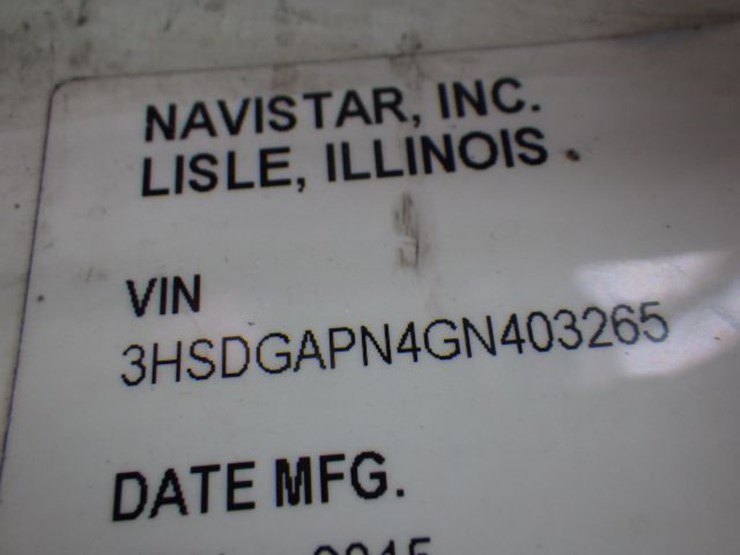 NAVISTAR, INC.
LISLE, ILLINOIS
VIN
3HSDGAPN4GN403265
DATE MFG.